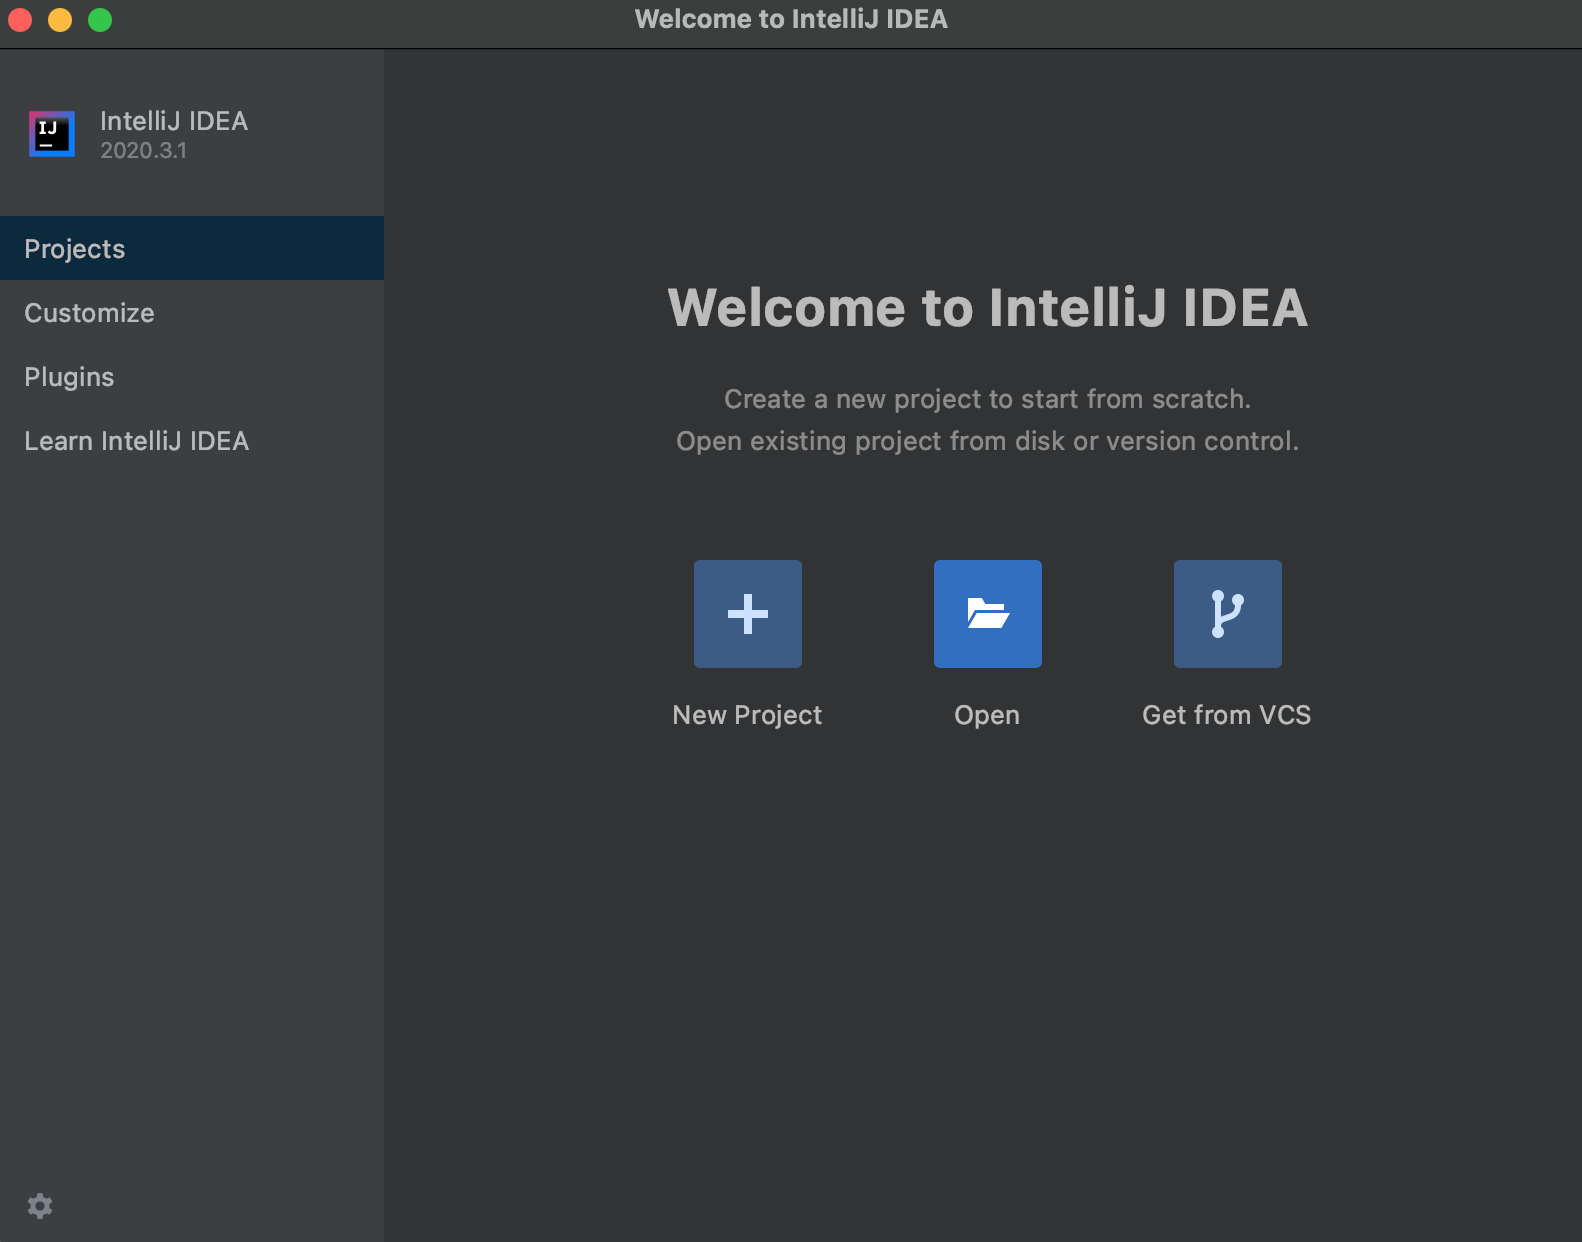 Welcome to IntelliJ IDEA
IJ
IntelliJ IDEA
2020.3.1
Projects
Customize
Plugins
Learn IntelliJ IDEA
Welcome to IntelliJ IDEA
Create a new project to start from scratch.
Open existing project from disk or version control.
New Project
Open
Get from VCS